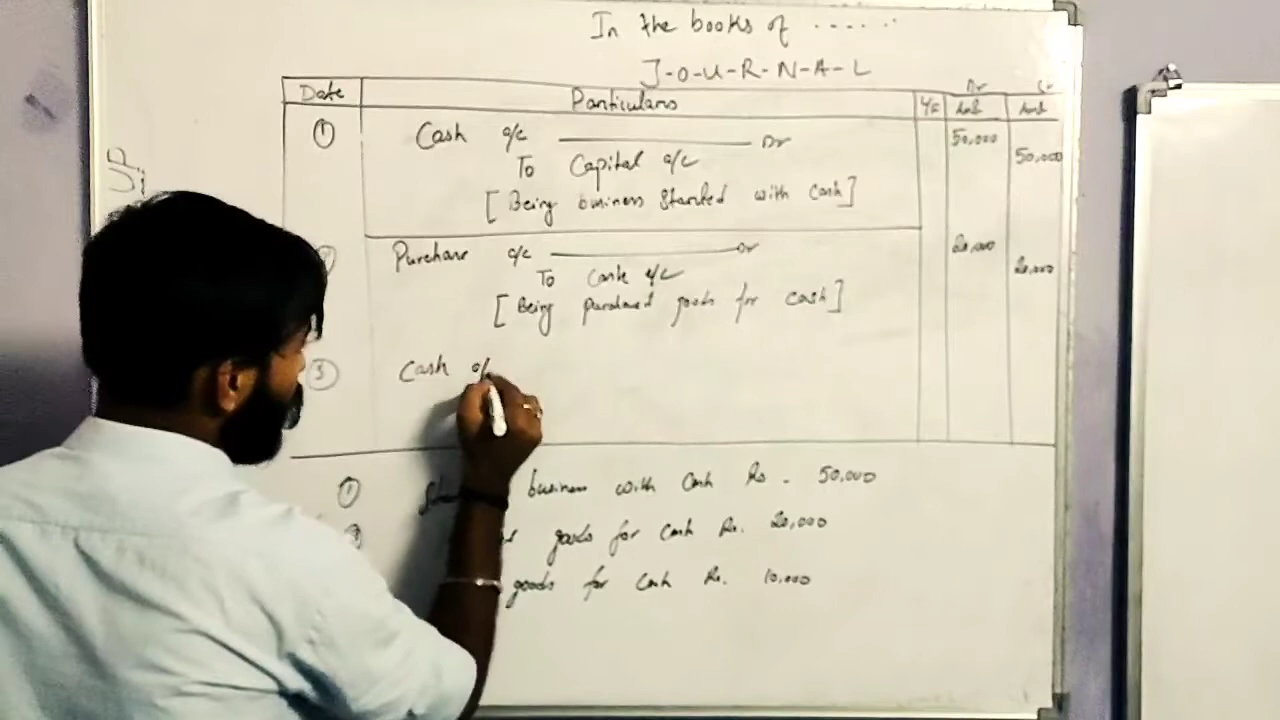 In the books of ......
J-O-U-R-N-A-L
Dr Cr
Date Particulars L/F Amt Amt
① Cash a/c Dr 50,000
To Capital a/c 50,000
[Being business started with cash]
Purchase a/c Dr 20,000
To Cash a/c 20,000
[Being purchased goods for cash]
③ Cash a/
① business with Cash Rs. 50,000
goods for Cash Rs. 20,000
goods for Cash Rs. 10,000
UP